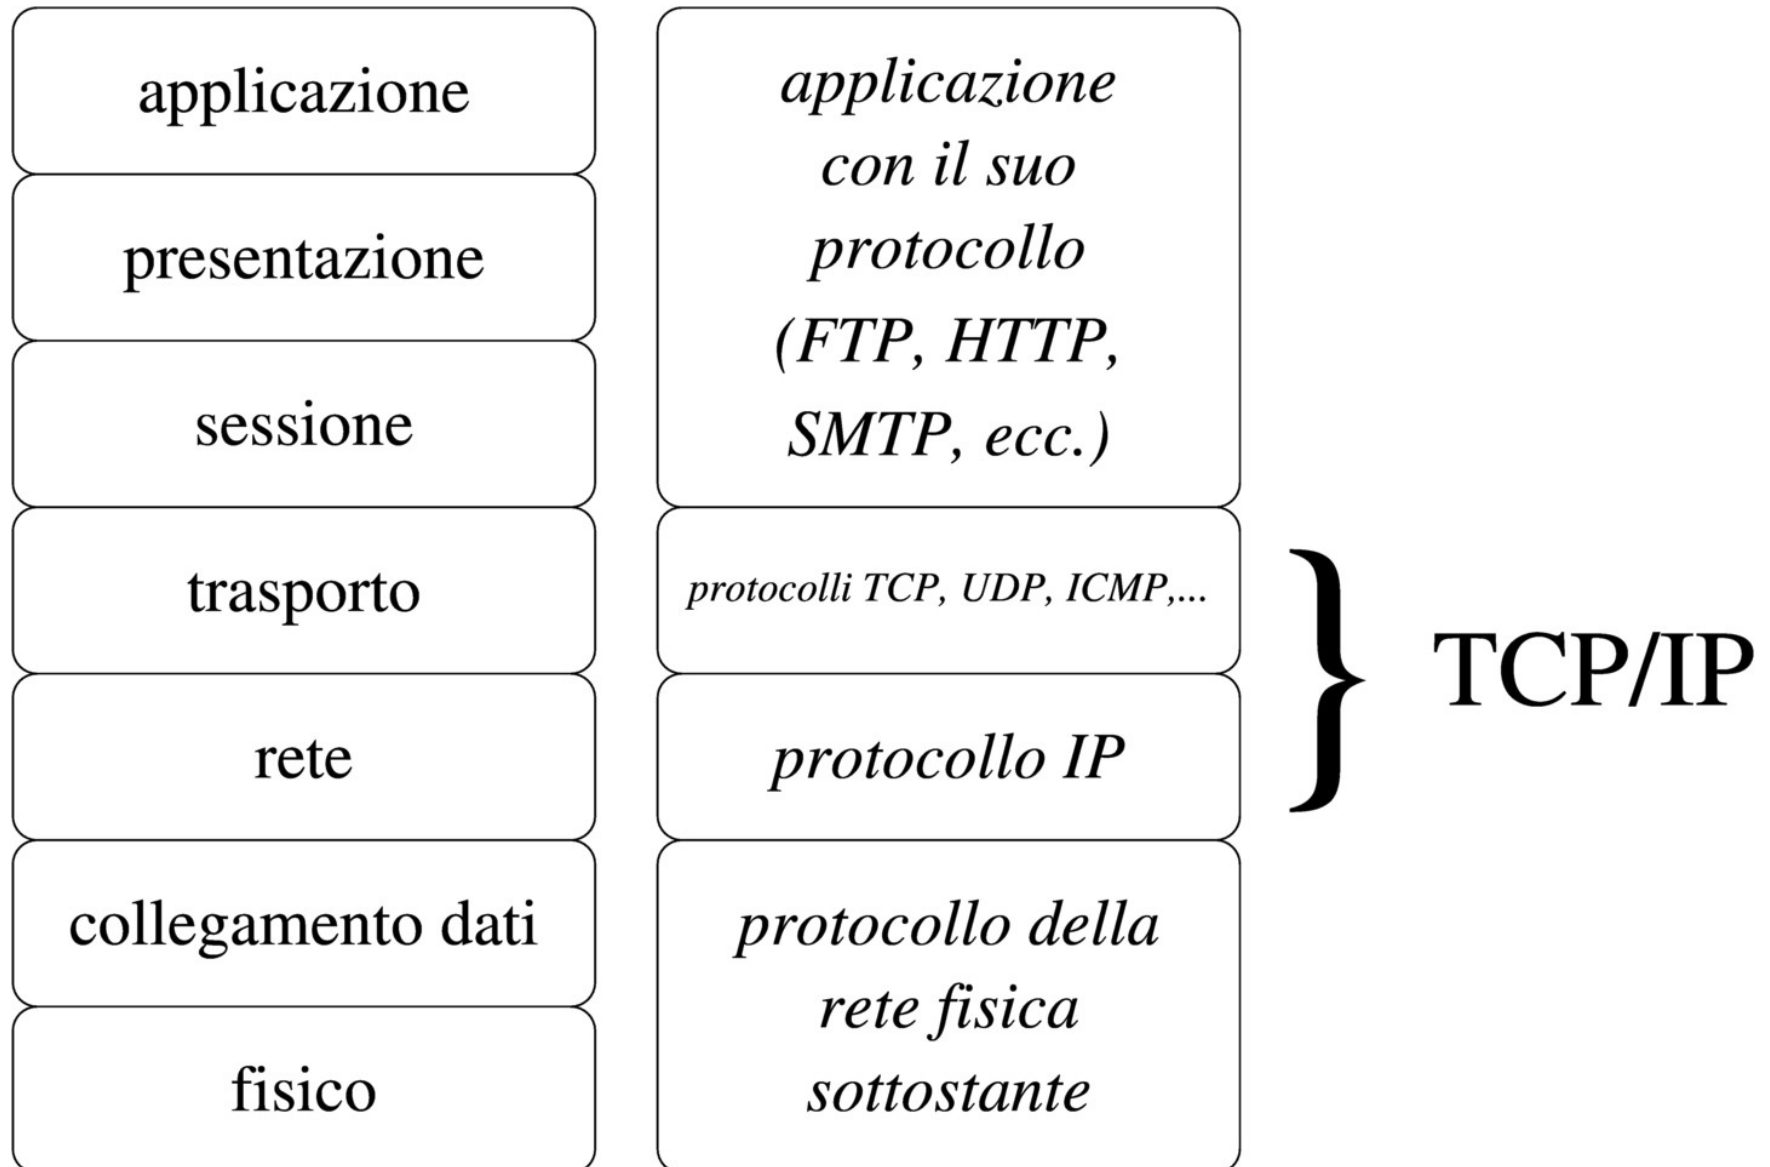 applicazione
presentazione
sessione
trasporto
rete
collegamento dati
fisico
applicazione
con il suo
protocollo
(FTP, HTTP,
SMTP, ecc.)
protocolli TCP, UDP, ICMP,...
protocollo IP
protocollo della
rete fisica
sottostante
} TCP/IP